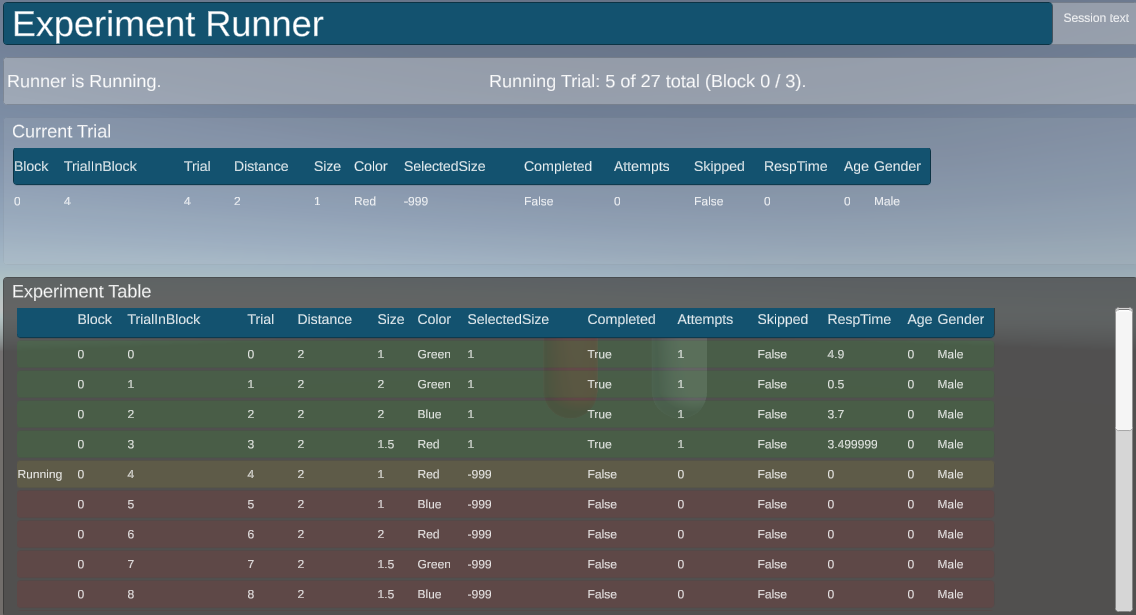 Experiment Runner
Session text
Runner is Running. Running Trial: 5 of 27 total (Block 0 / 3).
Current Trial
Block TrialInBlock Trial Distance Size Color SelectedSize Completed Attempts Skipped RespTime Age Gender
0 4 4 2 1 Red -999 False 0 False 0 0 Male
Experiment Table
Block TrialInBlock Trial Distance Size Color SelectedSize Completed Attempts Skipped RespTime Age Gender
0 0 0 2 1 Green 1 True 1 False 4.9 0 Male
0 1 1 2 2 Green 1 True 1 False 0.5 0 Male
0 2 2 2 2 Blue 1 True 1 False 3.7 0 Male
0 3 3 2 1.5 Red 1 True 1 False 3.499999 0 Male
Running 0 4 4 2 1 Red -999 False 0 False 0 0 Male
0 5 5 2 1 Blue -999 False 0 False 0 0 Male
0 6 6 2 2 Red -999 False 0 False 0 0 Male
0 7 7 2 1.5 Green -999 False 0 False 0 0 Male
0 8 8 2 1.5 Blue -999 False 0 False 0 0 Male